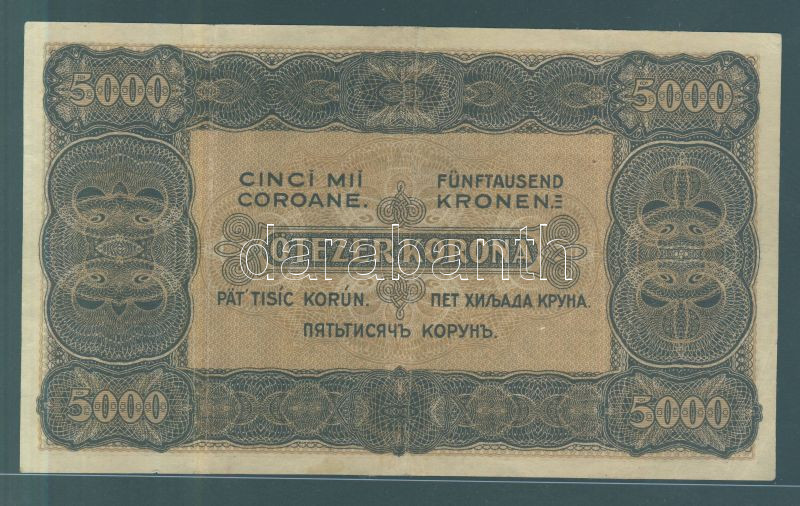 5000 5000
CINCI MII
COROANE.
FÜNFTAUSEND
KRONEN.
ÖTEZER KORONA
darabanth
PÄT TISÍC KORÚN.
ПЕТ ХИЉАДА КРУНА.
ПЯТЬТИСЯЧЪ КОРУНЪ.
5000 5000